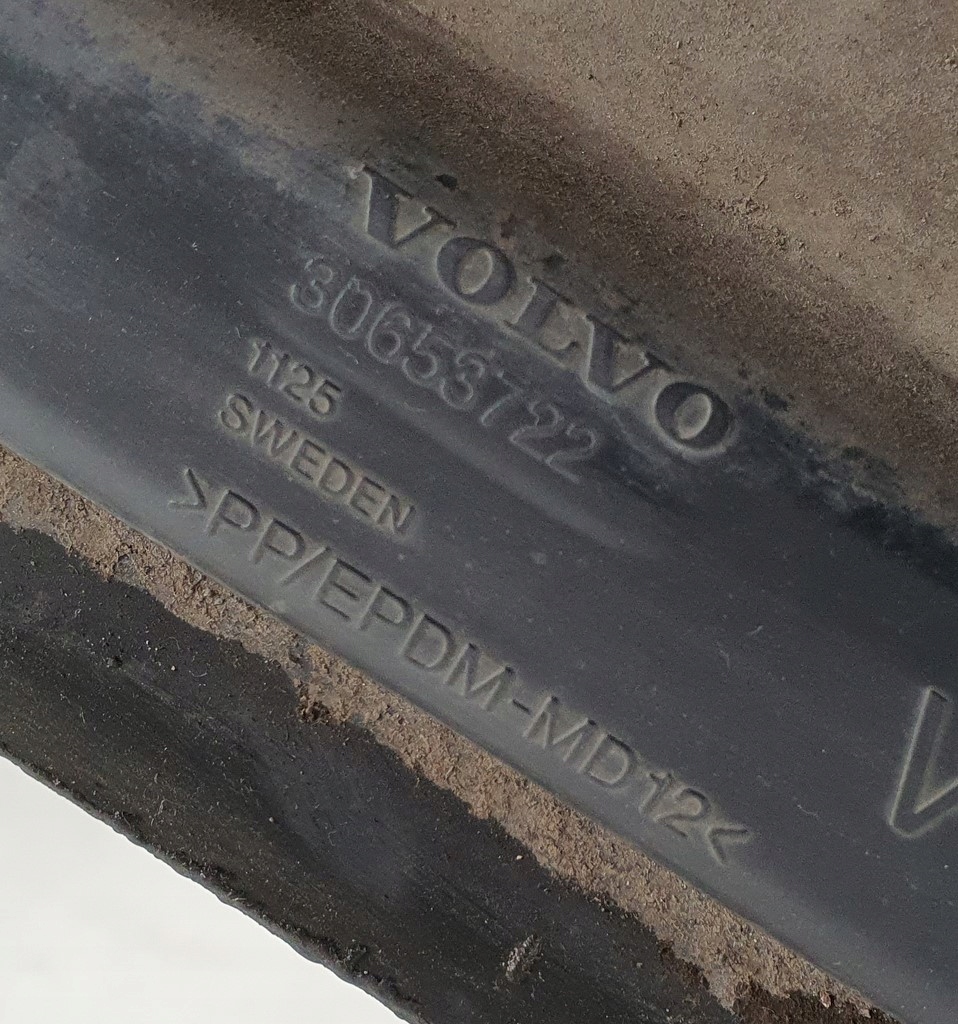 VOLVO
30653722
1125
SWEDEN
>PP/EPDM-MD12<